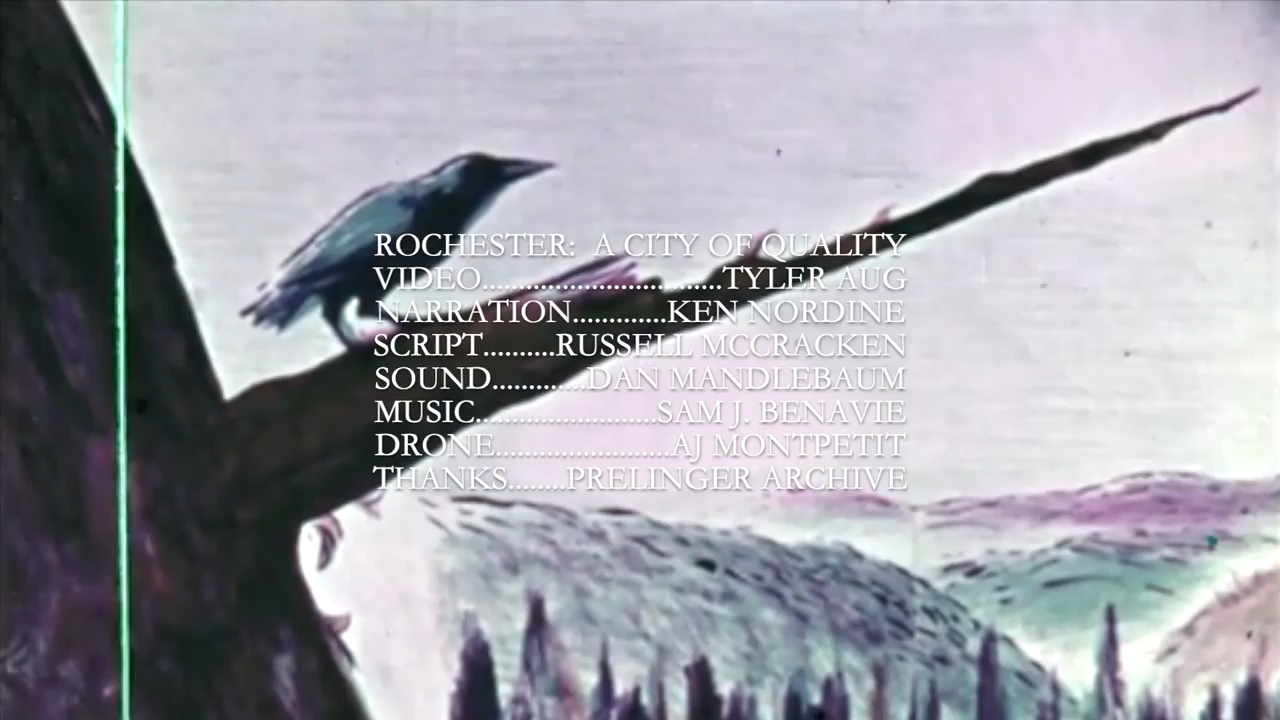 ROCHESTER: A CITY OF QUALITY
VIDEO.................................TYLER AUG
NARRATION.............KEN NORDINE
SCRIPT..........RUSSELL MCCRACKEN
SOUND.............DAN MANDLEBAUM
MUSIC.........................SAM J. BENAVIE
DRONE........................AJ MONTPETIT
THANKS........PRELINGER ARCHIVE